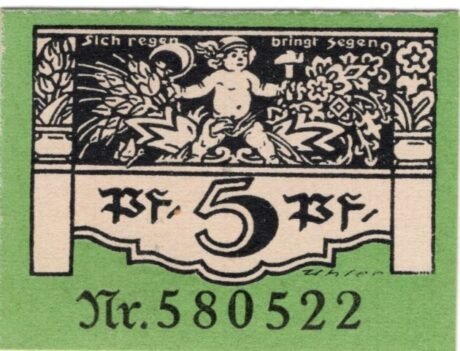 Sich regen bringt Segen
Pf. 5 Pf.
Nr. 580522